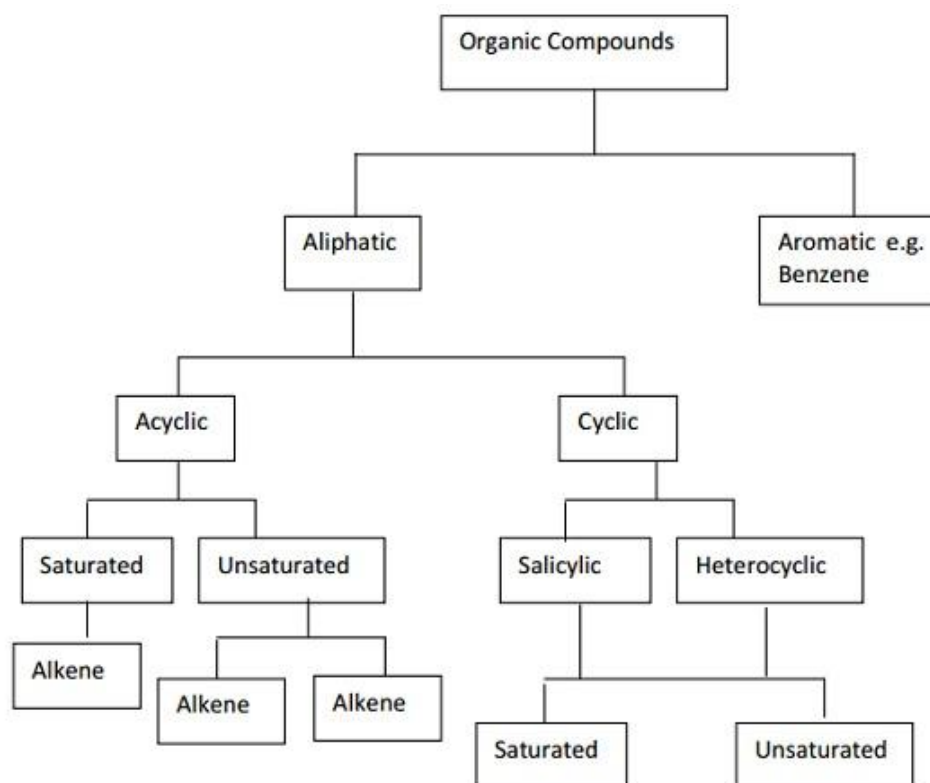 Organic Compounds
Aliphatic
Aromatic e.g.
Benzene
Acyclic
Cyclic
Saturated
Unsaturated
Salicylic
Heterocyclic
Alkene
Alkene
Alkene
Saturated
Unsaturated